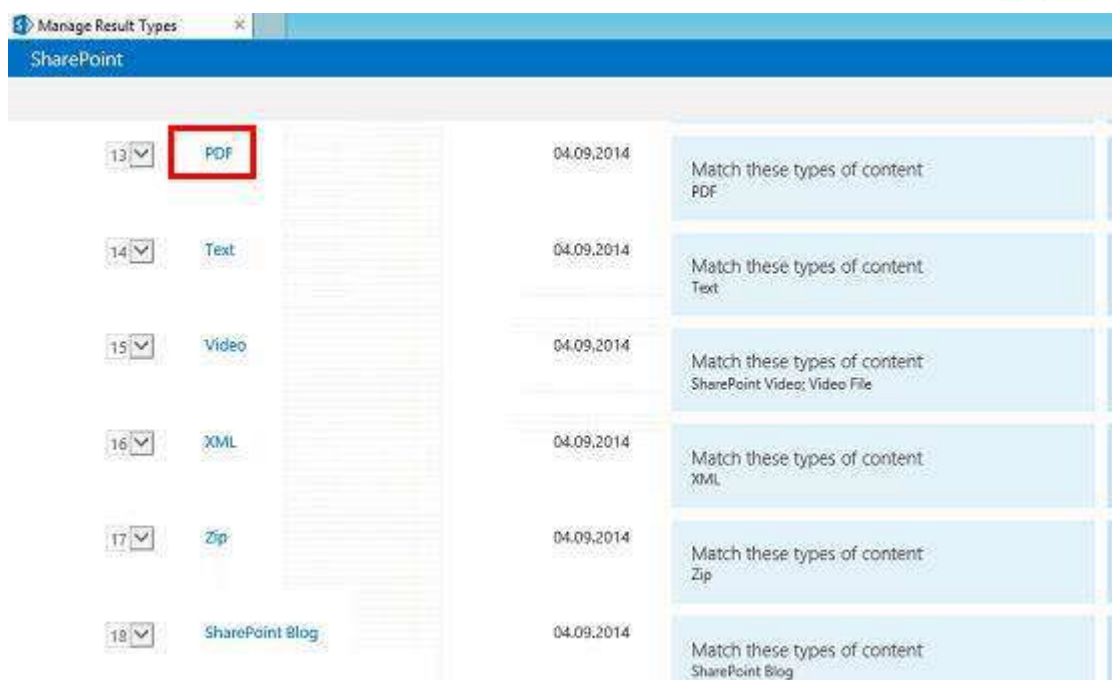 Manage Result Types
SharePoint
13 PDF 04.09.2014 Match these types of content
PDF
14 Text 04.09.2014 Match these types of content
Text
15 Video 04.09.2014 Match these types of content
SharePoint Video; Video File
16 XML 04.09.2014 Match these types of content
XML
17 Zip 04.09.2014 Match these types of content
Zip
18 SharePoint Blog 04.09.2014 Match these types of content
SharePoint Blog